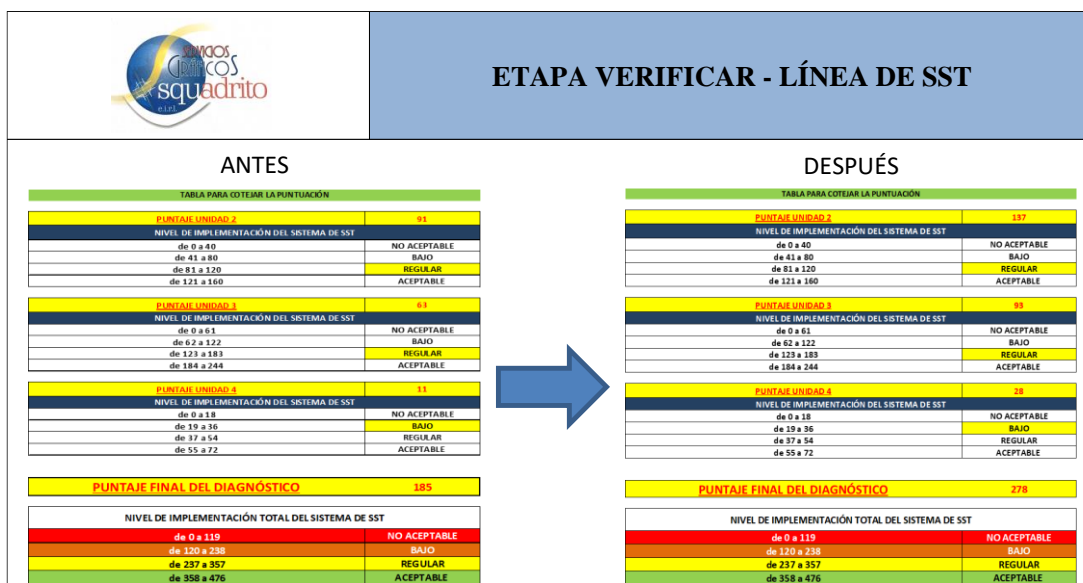 SERVICIOS
GRÁFICOS
squadrito
e.i.r.l.
ETAPA VERIFICAR - LÍNEA DE SST
ANTES
TABLA PARA COTEJAR LA PUNTUACIÓN
PUNTAJE UNIDAD 2 91
NIVEL DE IMPLEMENTACIÓN DEL SISTEMA DE SST
de 0 a 40 NO ACEPTABLE
de 41 a 80 BAJO
de 81 a 120 REGULAR
de 121 a 160 ACEPTABLE
PUNTAJE UNIDAD 3 63
NIVEL DE IMPLEMENTACIÓN DEL SISTEMA DE SST
de 0 a 61 NO ACEPTABLE
de 62 a 122 BAJO
de 123 a 183 REGULAR
de 184 a 244 ACEPTABLE
PUNTAJE UNIDAD 4 11
NIVEL DE IMPLEMENTACIÓN DEL SISTEMA DE SST
de 0 a 18 NO ACEPTABLE
de 19 a 36 BAJO
de 37 a 54 REGULAR
de 55 a 72 ACEPTABLE
PUNTAJE FINAL DEL DIAGNÓSTICO 185
NIVEL DE IMPLEMENTACIÓN TOTAL DEL SISTEMA DE SST
de 0 a 119 NO ACEPTABLE
de 120 a 238 BAJO
de 237 a 357 REGULAR
de 358 a 476 ACEPTABLE
DESPUÉS
TABLA PARA COTEJAR LA PUNTUACIÓN
PUNTAJE UNIDAD 2 137
NIVEL DE IMPLEMENTACIÓN DEL SISTEMA DE SST
de 0 a 40 NO ACEPTABLE
de 41 a 80 BAJO
de 81 a 120 REGULAR
de 121 a 160 ACEPTABLE
PUNTAJE UNIDAD 3 93
NIVEL DE IMPLEMENTACIÓN DEL SISTEMA DE SST
de 0 a 61 NO ACEPTABLE
de 62 a 122 BAJO
de 123 a 183 REGULAR
de 184 a 244 ACEPTABLE
PUNTAJE UNIDAD 4 28
NIVEL DE IMPLEMENTACIÓN DEL SISTEMA DE SST
de 0 a 18 NO ACEPTABLE
de 19 a 36 BAJO
de 37 a 54 REGULAR
de 55 a 72 ACEPTABLE
PUNTAJE FINAL DEL DIAGNÓSTICO 278
NIVEL DE IMPLEMENTACIÓN TOTAL DEL SISTEMA DE SST
de 0 a 119 NO ACEPTABLE
de 120 a 238 BAJO
de 237 a 357 REGULAR
de 358 a 476 ACEPTABLE